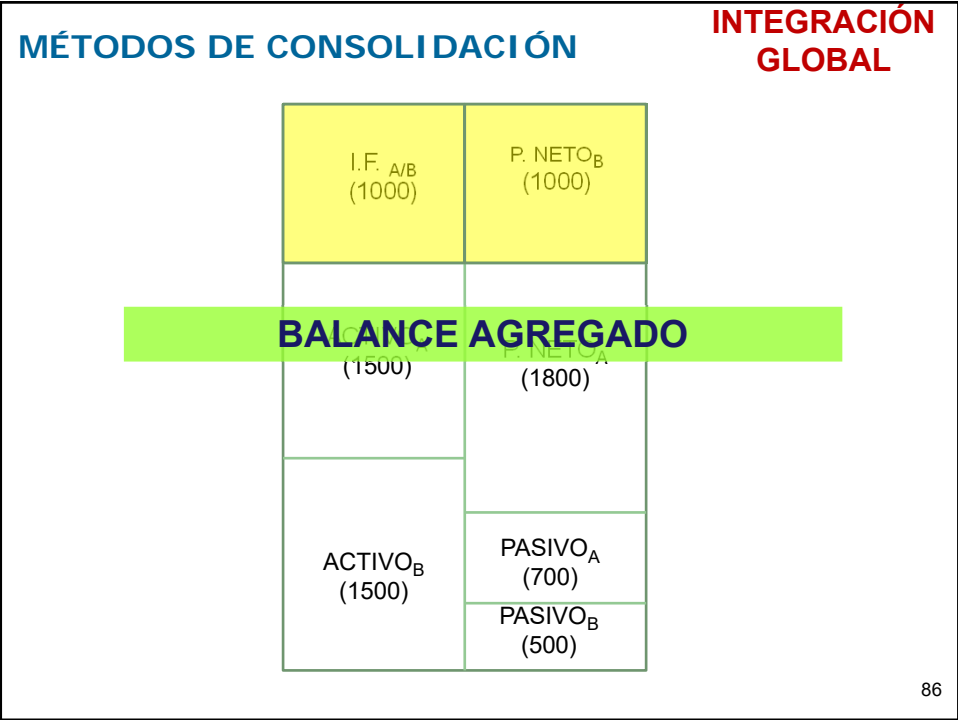 MÉTODOS DE CONSOLIDACIÓN
INTEGRACIÓN
GLOBAL
I.F. A/B
(1000)
P. NETOB
(1000)
BALANCE AGREGADO
P. NETOA
(1500)
(1800)
ACTIVOB
(1500)
PASIVOA
(700)
PASIVOB
(500)
86